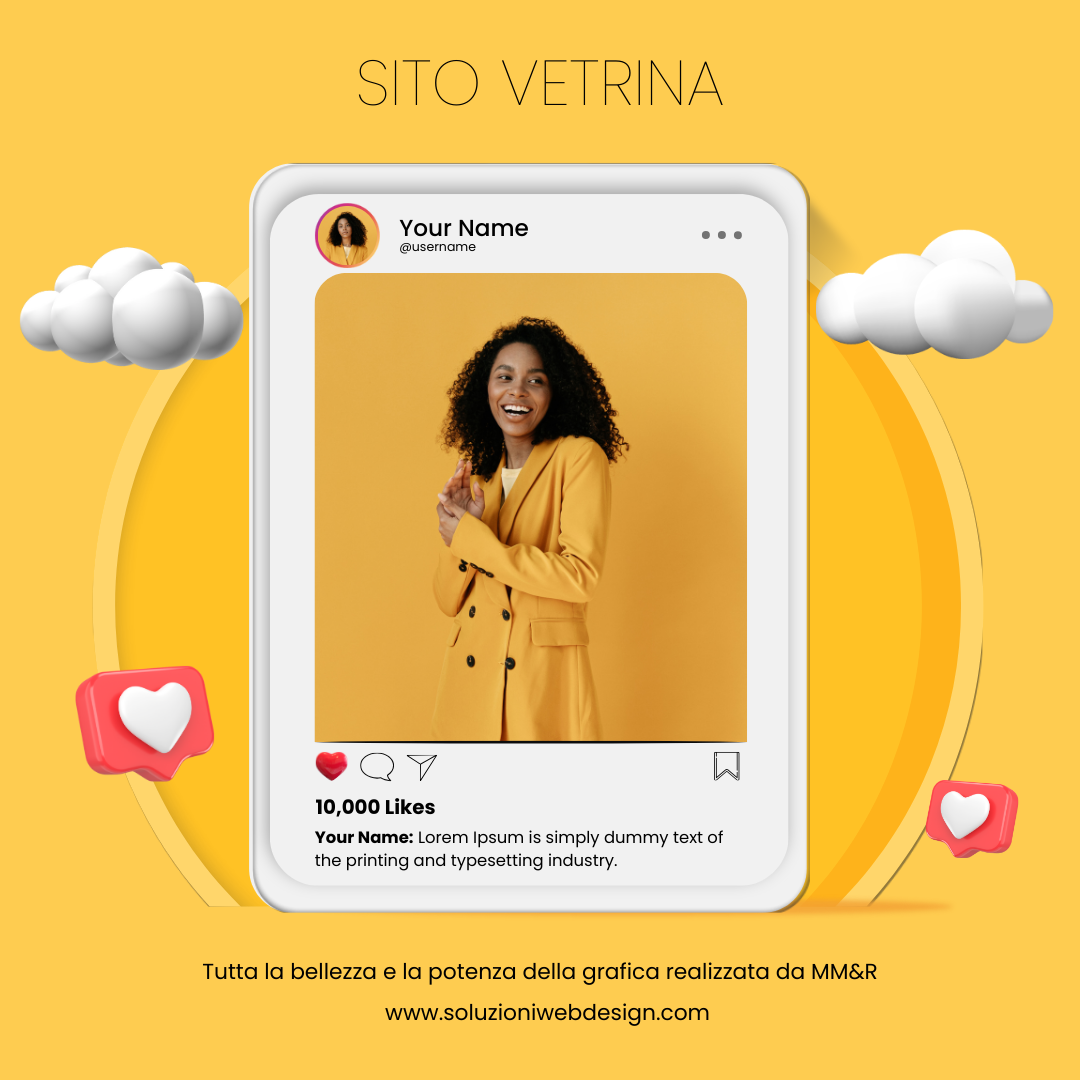 SITO VETRINA
Your Name
@username
10,000 Likes
Your Name: Lorem Ipsum is simply dummy text of
the printing and typesetting industry.
Tutta la bellezza e la potenza della grafica realizzata da MM&R
www.soluzioniwebdesign.com